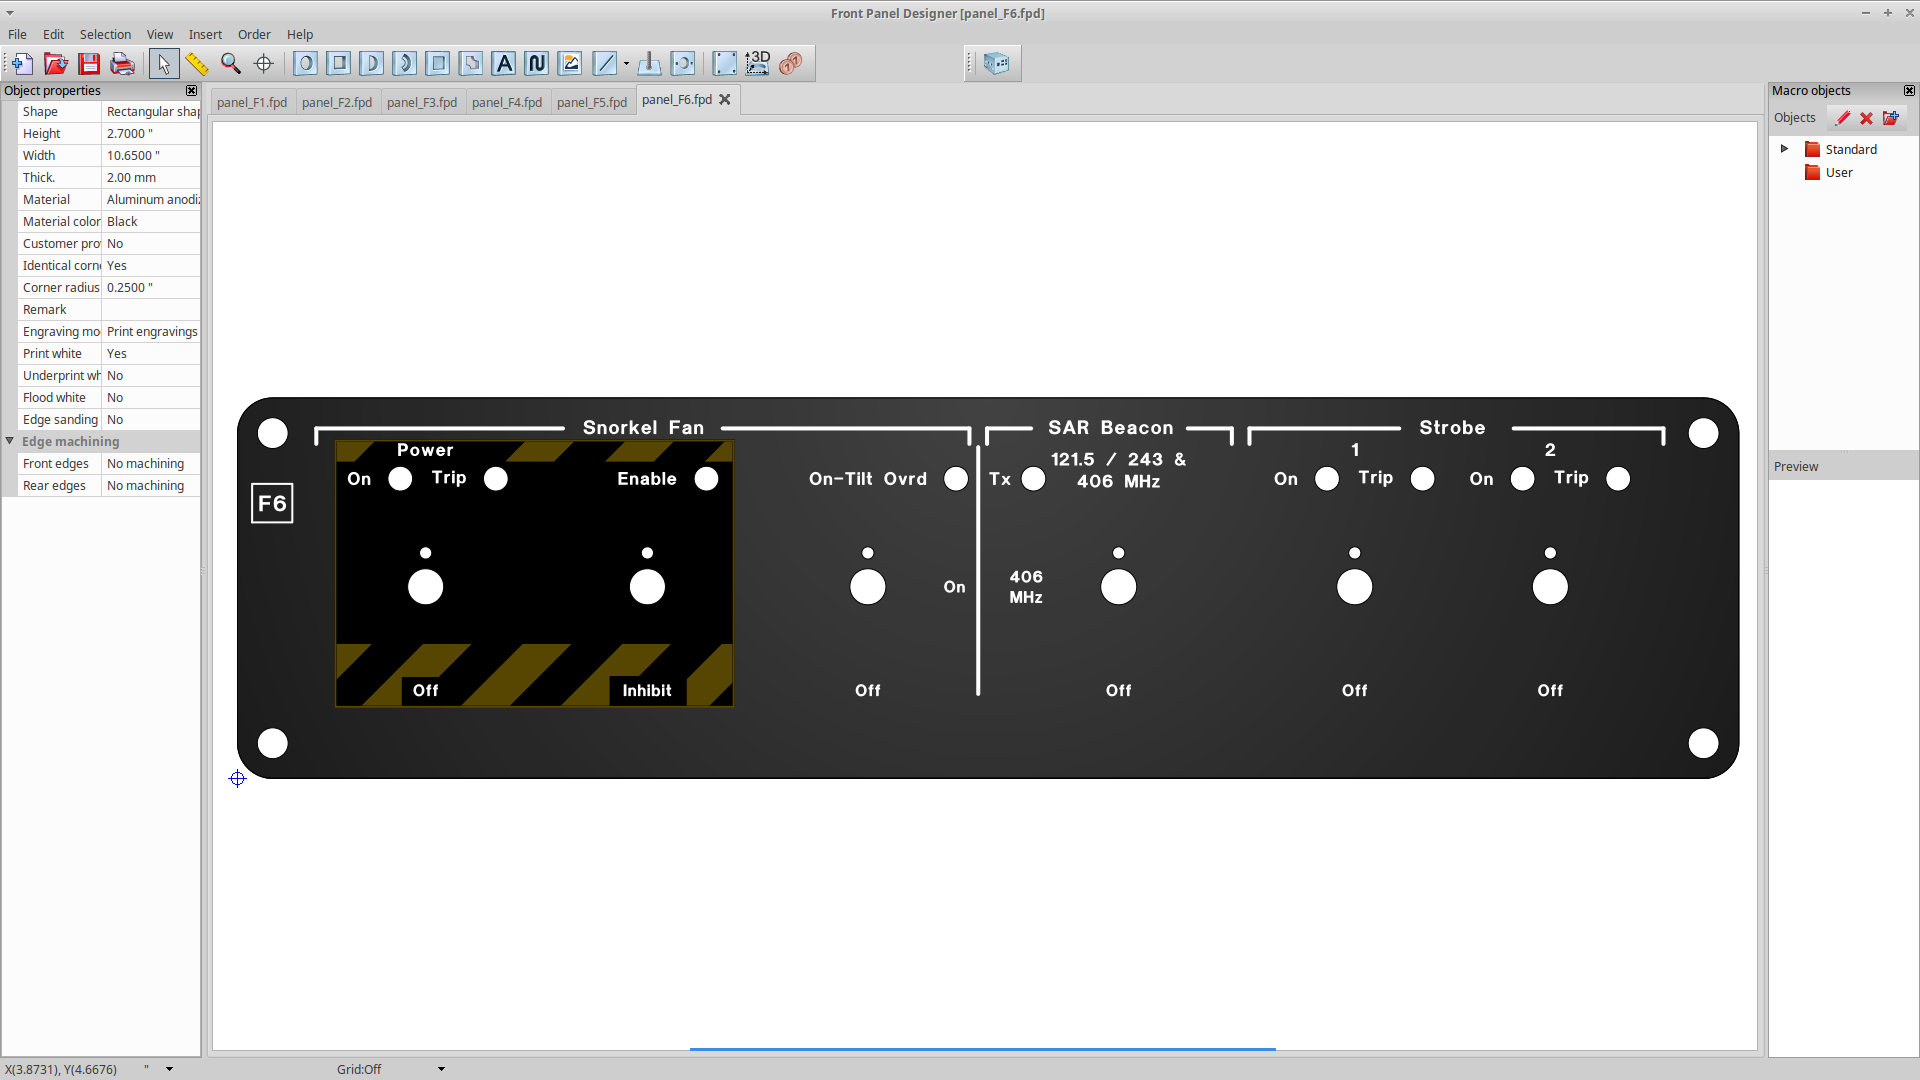 Front Panel Designer [panel_F6.fpd]
File Edit Selection View Insert Order Help
3D
Object properties
Shape Rectangular shap
Height 2.7000 "
Width 10.6500 "
Thick. 2.00 mm
Material Aluminum anodiz
Material color Black
Customer pro No
Identical corn Yes
Corner radius 0.2500 "
Remark
Engraving mo Print engravings
Print white Yes
Underprint wh No
Flood white No
Edge sanding No
Edge machining
Front edges No machining
Rear edges No machining
panel_F1.fpd panel_F2.fpd panel_F3.fpd panel_F4.fpd panel_F5.fpd panel_F6.fpd
Snorkel Fan SAR Beacon Strobe
Power 1 2
121.5 / 243 &
406 MHz
On Trip Enable On-Tilt Ovrd Tx On Trip On Trip
F6
On
406
MHz
Off Inhibit Off Off Off Off
Macro objects
Objects
Standard
User
Preview
X(3.8731), Y(4.6676) " Grid:Off